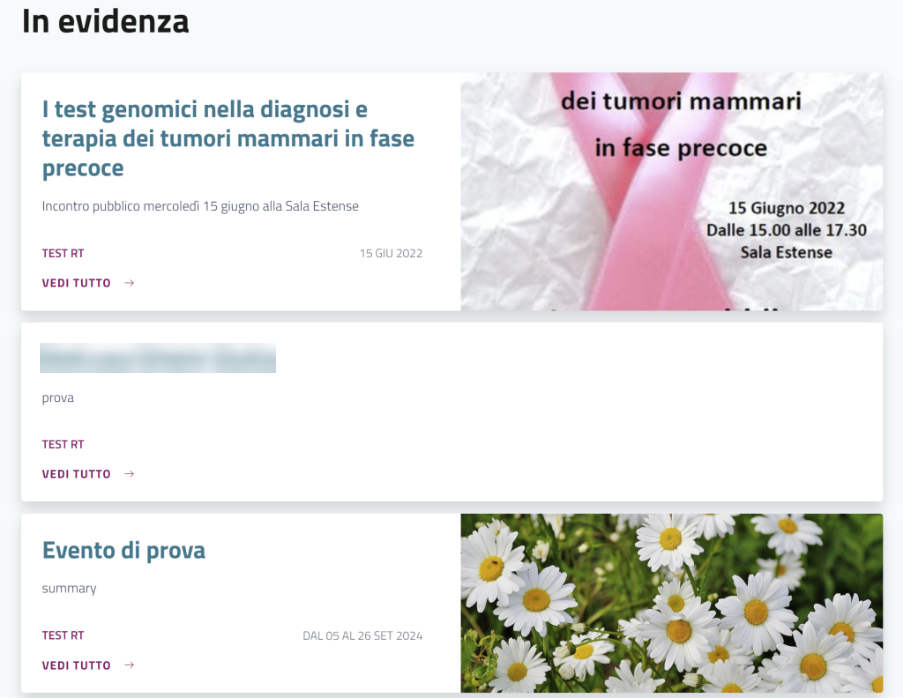 In evidenza
I test genomici nella diagnosi e
terapia dei tumori mammari in fase
precoce
Incontro pubblico mercoledì 15 giugno alla Sala Estense
TEST RT
15 GIU 2022
VEDI TUTTO →
dei tumori mammari
in fase precoce
15 Giugno 2022
Dalle 15.00 alle 17.30
Sala Estense
prova
TEST RT
VEDI TUTTO →
Evento di prova
summary
TEST RT
DAL 05 AL 26 SET 2024
VEDI TUTTO →